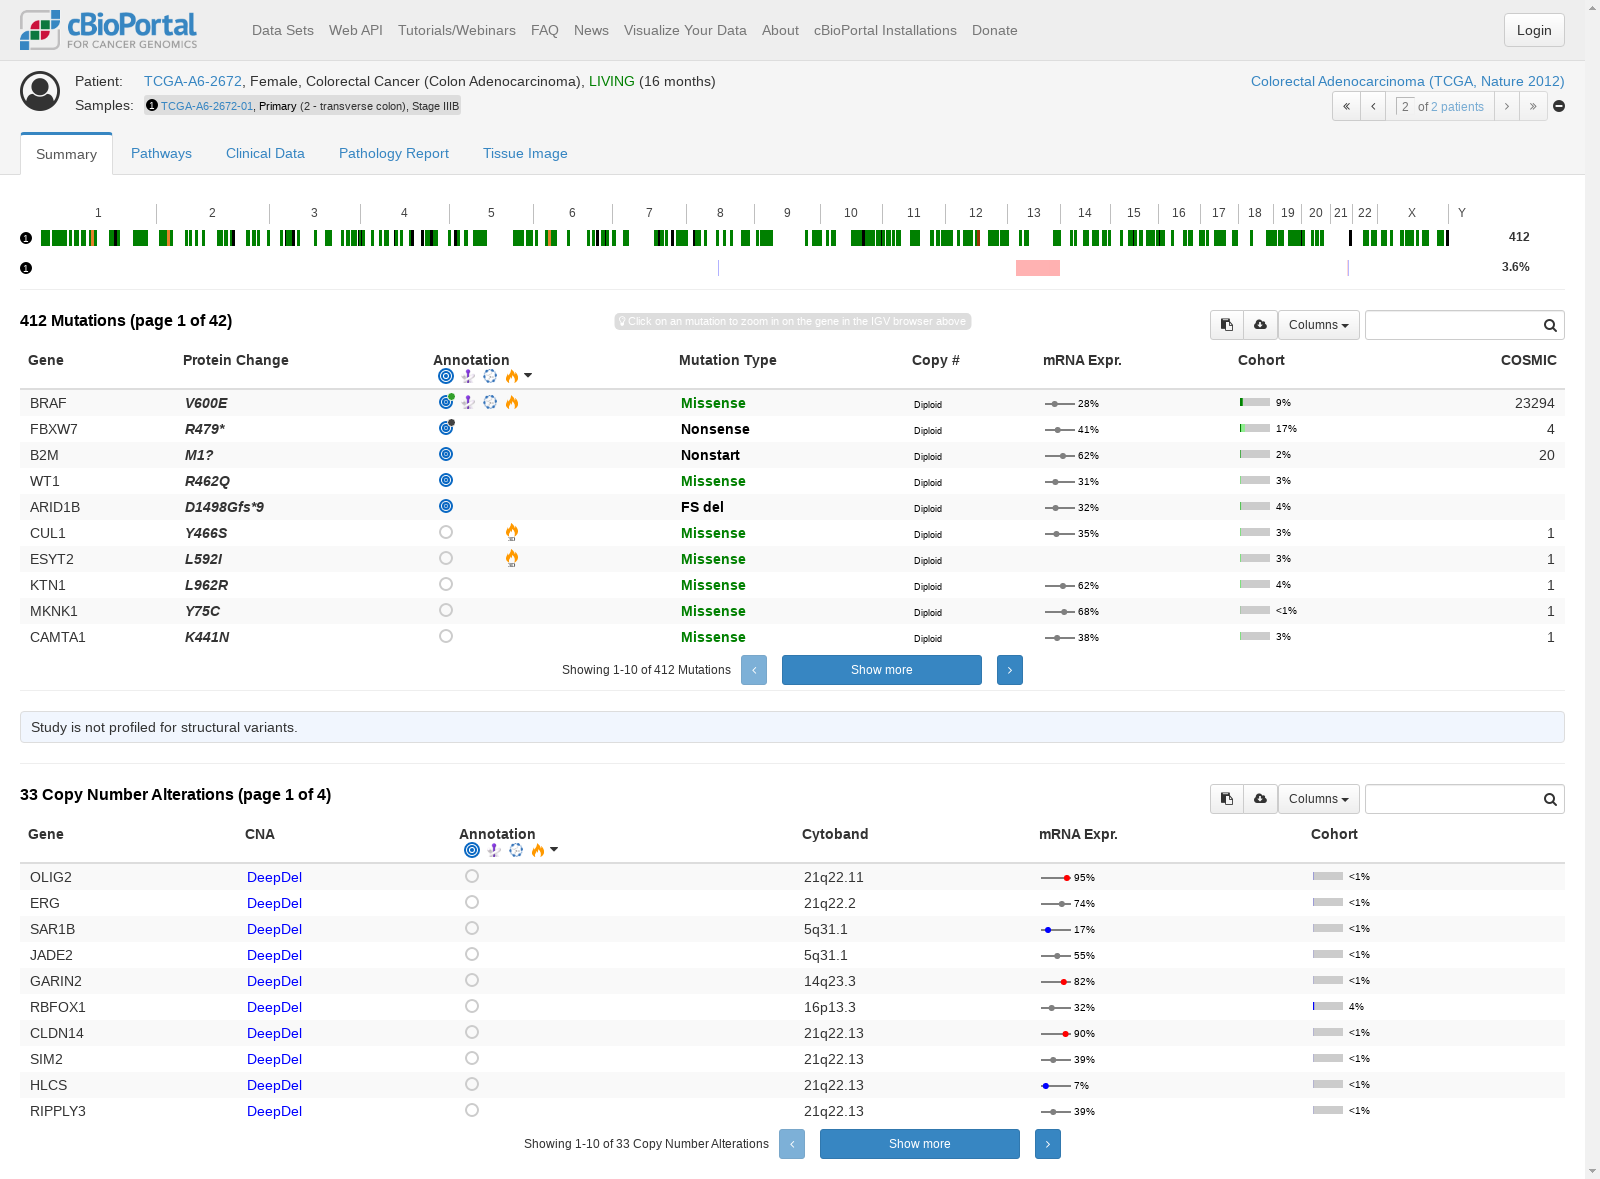 cBioPortal
FOR CANCER GENOMICS
Data Sets Web API Tutorials/Webinars FAQ News Visualize Your Data About cBioPortal Installations Donate
Login
Patient: TCGA-A6-2672, Female, Colorectal Cancer (Colon Adenocarcinoma), LIVING (16 months)
Colorectal Adenocarcinoma (TCGA, Nature 2012)
Samples: 1 TCGA-A6-2672-01, Primary (2 - transverse colon), Stage IIIB
« ‹ 2 of 2 patients › »
Summary Pathways Clinical Data Pathology Report Tissue Image
1 2 3 4 5 6 7 8 9 10 11 12 13 14 15 16 17 18 19 20 21 22 X Y
1 412
1 3.6%
412 Mutations (page 1 of 42)
Click on an mutation to zoom in on the gene in the IGV browser above
Columns
Gene Protein Change Annotation Mutation Type Copy # mRNA Expr. Cohort COSMIC
BRAF V600E Missense Diploid 28% 9% 23294
FBXW7 R479* Nonsense Diploid 41% 17% 4
B2M M1? Nonstart Diploid 62% 2% 20
WT1 R462Q Missense Diploid 31% 3%
ARID1B D1498Gfs*9 FS del Diploid 32% 4%
CUL1 Y466S 3D Missense Diploid 35% 3% 1
ESYT2 L592I 3D Missense Diploid 3% 1
KTN1 L962R Missense Diploid 62% 4% 1
MKNK1 Y75C Missense Diploid 68% <1% 1
CAMTA1 K441N Missense Diploid 38% 3% 1
Showing 1-10 of 412 Mutations ‹ Show more ›
Study is not profiled for structural variants.
33 Copy Number Alterations (page 1 of 4)
Columns
Gene CNA Annotation Cytoband mRNA Expr. Cohort
OLIG2 DeepDel 21q22.11 95% <1%
ERG DeepDel 21q22.2 74% <1%
SAR1B DeepDel 5q31.1 17% <1%
JADE2 DeepDel 5q31.1 55% <1%
GARIN2 DeepDel 14q23.3 82% <1%
RBFOX1 DeepDel 16p13.3 32% 4%
CLDN14 DeepDel 21q22.13 90% <1%
SIM2 DeepDel 21q22.13 39% <1%
HLCS DeepDel 21q22.13 7% <1%
RIPPLY3 DeepDel 21q22.13 39% <1%
Showing 1-10 of 33 Copy Number Alterations ‹ Show more ›